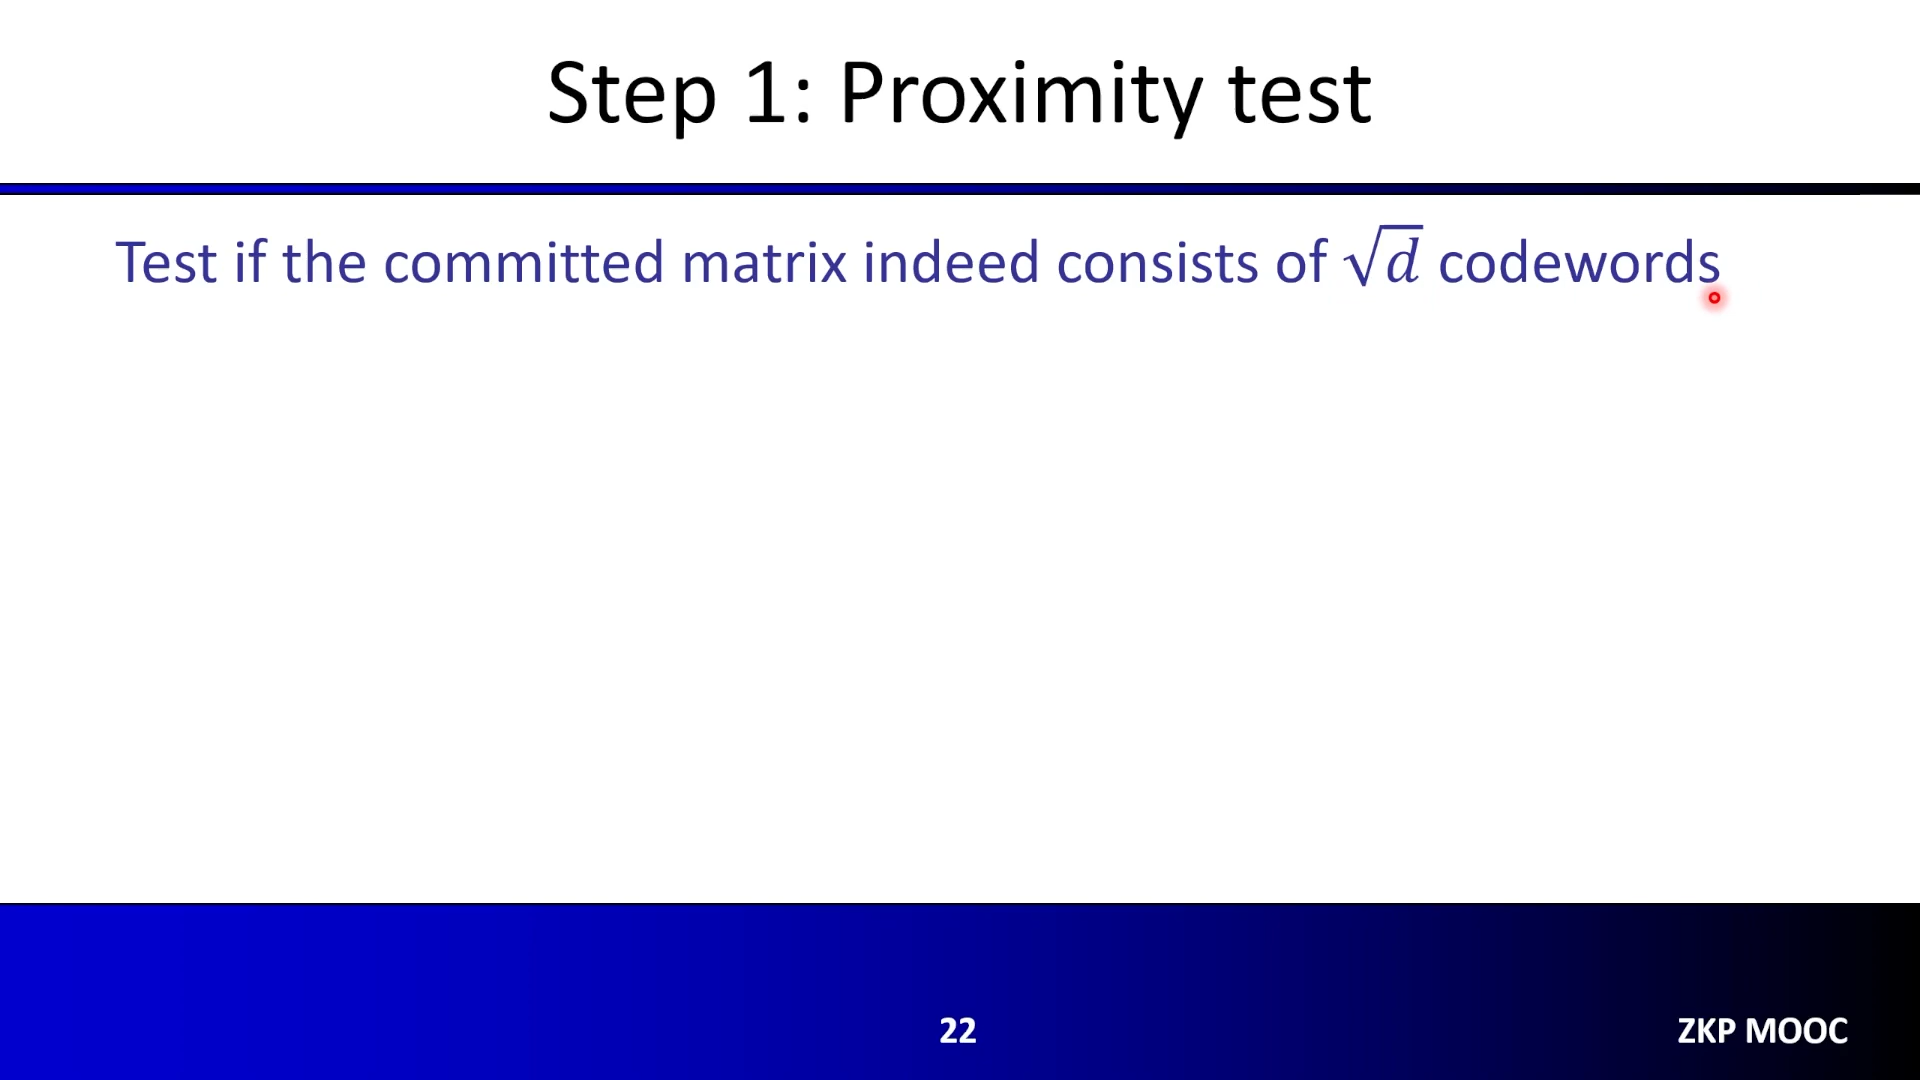 Step 1: Proximity test
Test if the committed matrix indeed consists of √d codewords
22
ZKP MOOC